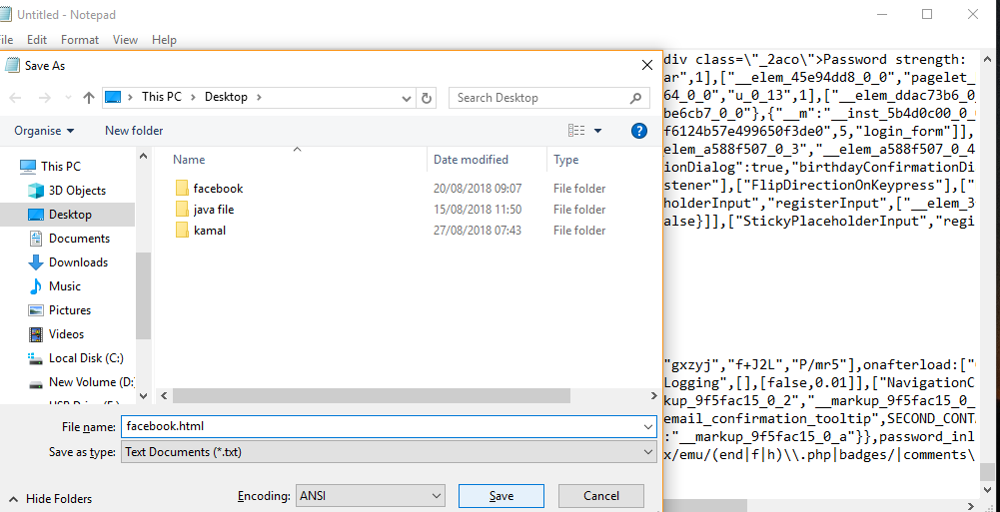 Untitled - Notepad
File Edit Format View Help
Save As
This PC > Desktop >
Search Desktop
Organise
New folder
Name Date modified Type
This PC
3D Objects
Desktop
Documents
Downloads
Music
Pictures
Videos
Local Disk (C:)
New Volume (D:
facebook 20/08/2018 09:07 File folder
java file 15/08/2018 11:50 File folder
kamal 27/08/2018 07:43 File folder
File name: facebook.html
Save as type: Text Documents (*.txt)
Hide Folders
Encoding: ANSI
Save
Cancel
div class=\"_2aco\">Password strength:
ar",1],["__elem_45e94dd8_0_0","pagelet_
64_0_0","u_0_13",1],["__elem_ddac73b6_0
be6cb7_0_0"},{"__m":"__inst_5b4d0c00_0_
f6124b57e499650f3de0",5,"login_form"]],
elem_a588f507_0_3","__elem_a588f507_0_4
ionDialog":true,"birthdayConfirmationDi
stener"],["FlipDirectionOnKeypress"],["
holderInput","registerInput",["__elem_3
alse}]],["StickyPlaceholderInput","regi
"gxzyj","f+J2L","P/mr5"],onafterload:["
Logging",[],[false,0.01]],["NavigationC
kup_9f5fac15_0_2","__markup_9f5fac15_0_
email_confirmation_tooltip",SECOND_CONT
:"__markup_9f5fac15_0_a"}},password_inl
x/emu/(end|f|h)\\.php|badges/|comments\